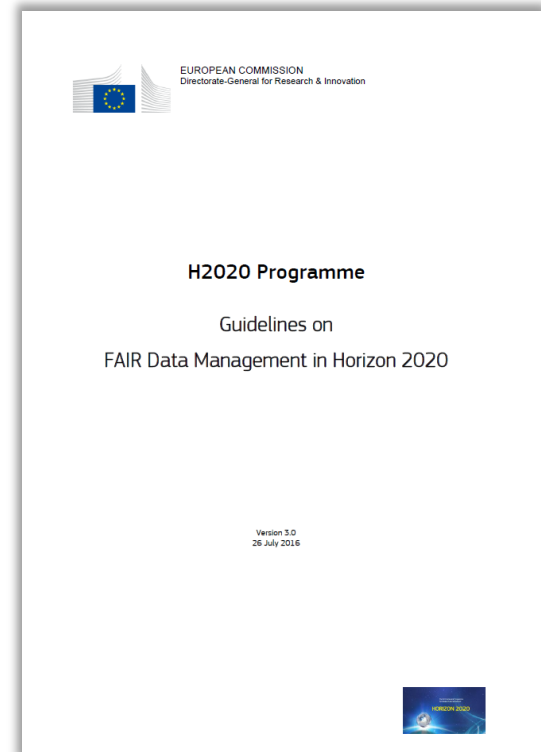 EUROPEAN COMMISSION
Directorate-General for Research & Innovation
H2020 Programme
Guidelines on
FAIR Data Management in Horizon 2020
Version 3.0
26 July 2016
HORIZON 2020